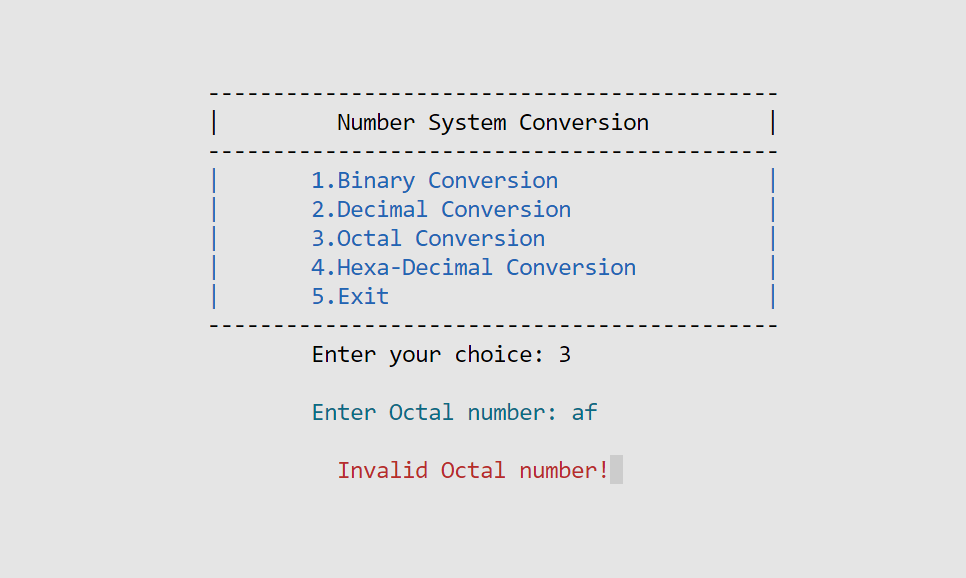 --------------------------------------------
|         Number System Conversion         |
--------------------------------------------
|       1.Binary Conversion                |
|       2.Decimal Conversion               |
|       3.Octal Conversion                 |
|       4.Hexa-Decimal Conversion          |
|       5.Exit                             |
--------------------------------------------
Enter your choice: 3
Enter Octal number: af
Invalid Octal number!